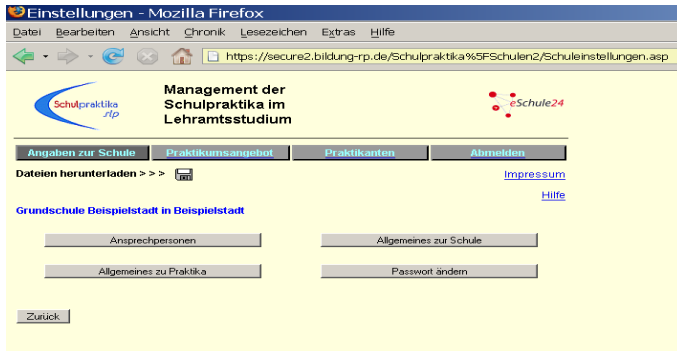 Einstellungen - Mozilla Firefox
Datei Bearbeiten Ansicht Chronik Lesezeichen Extras Hilfe
https://secure2.bildung-rp.de/Schulpraktika%5FSchulen2/Schuleinstellungen.asp
Schulpraktika
.rlp
Management der
Schulpraktika im
Lehramtsstudium
eSchule24
Angaben zur Schule Praktikumsangebot Praktikanten Abmelden
Dateien herunterladen >>> Impressum
Hilfe
Grundschule Beispielstadt in Beispielstadt
Ansprechpersonen Allgemeines zur Schule
Allgemeines zu Praktika Passwort ändern
Zurück